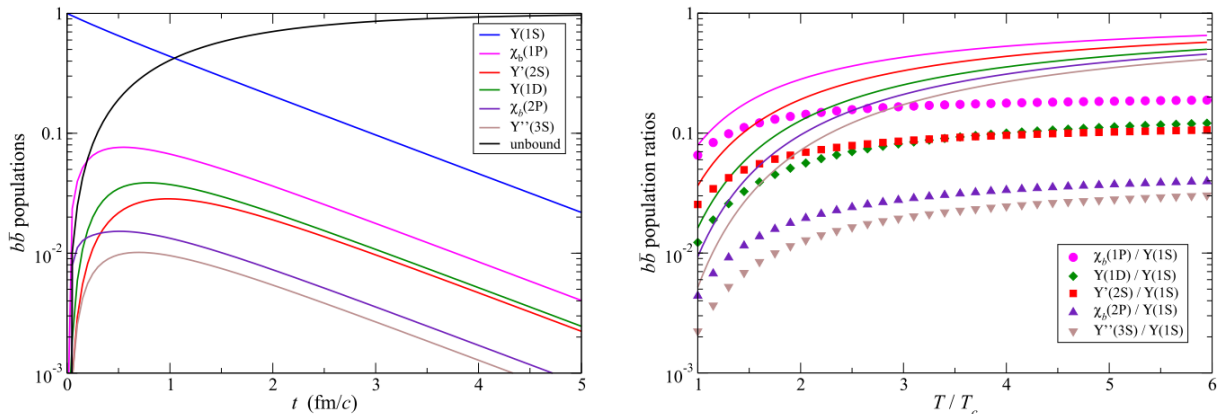 1
0.1
10⁻²
10⁻³
bb̄ populations
0 1 2 3 4 5
t (fm/c)
Υ(1S)
χb(1P)
Υ'(2S)
Υ(1D)
χb(2P)
Υ''(3S)
unbound
1
0.1
0.01
10⁻³
bb̄ population ratios
1 2 3 4 5 6
T / Tc
χb(1P) / Υ(1S)
Υ(1D) / Υ(1S)
Υ'(2S) / Υ(1S)
χb(2P) / Υ(1S)
Υ''(3S) / Υ(1S)